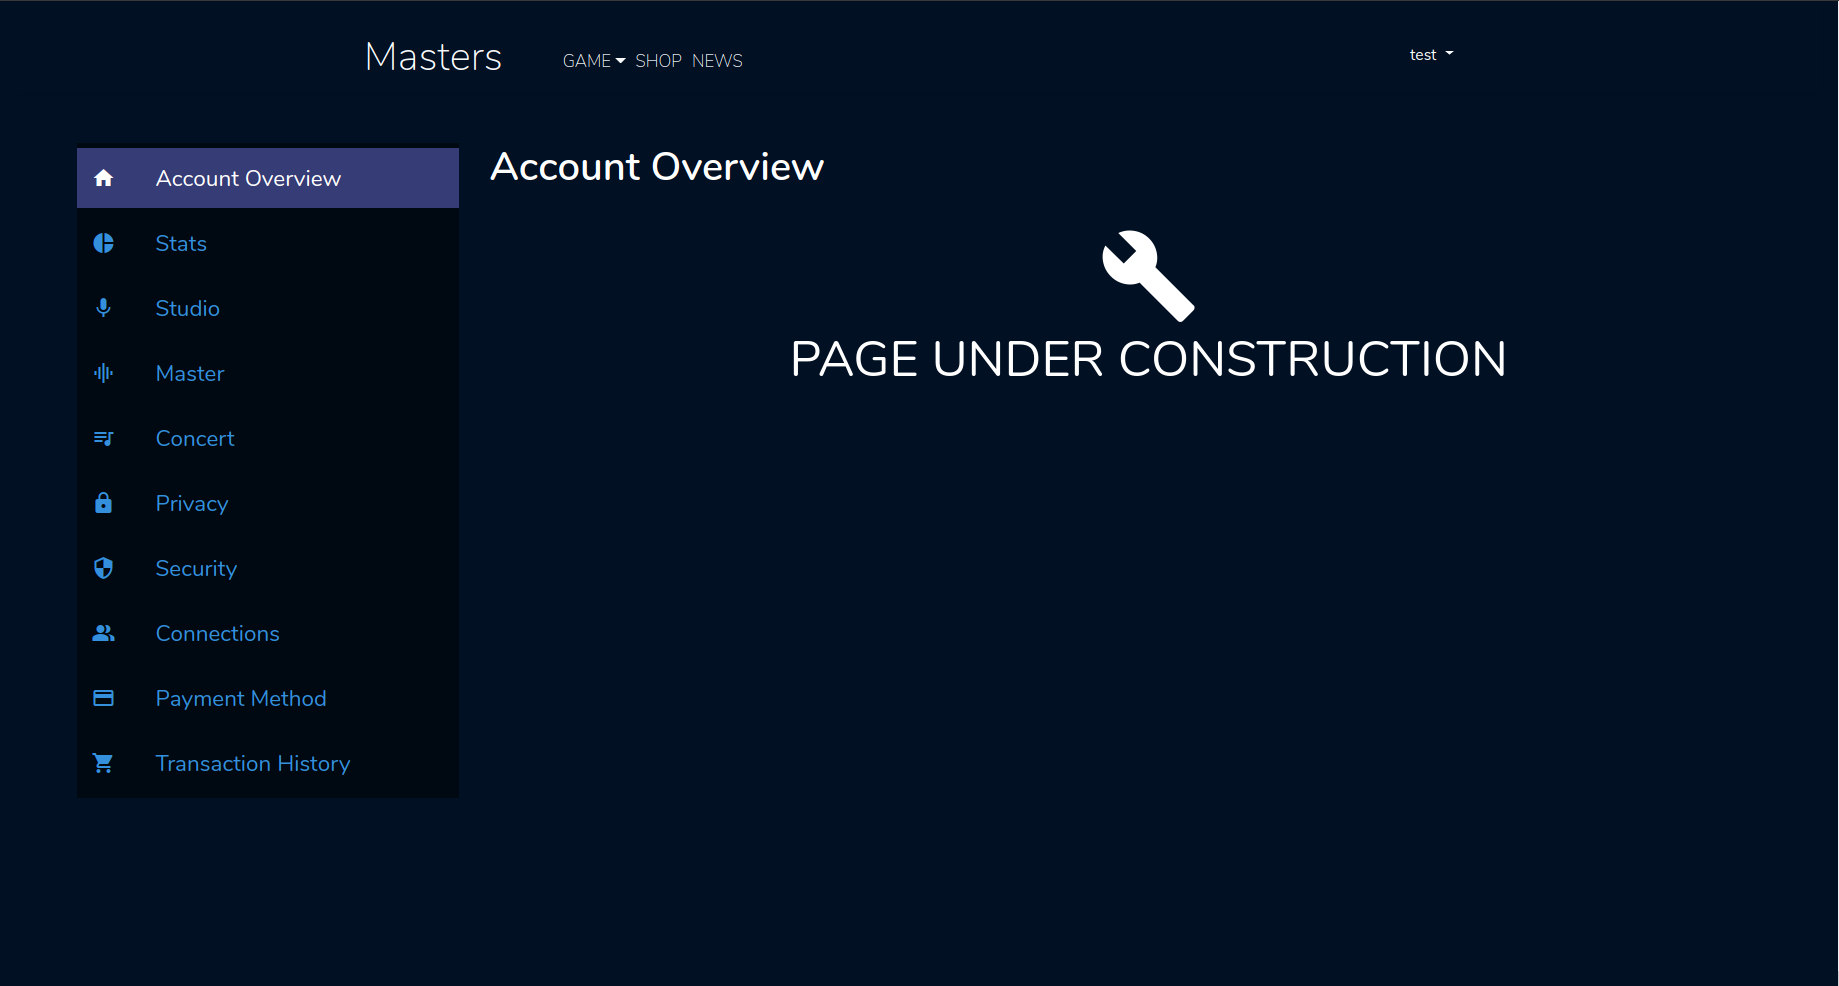 Masters
GAME SHOP NEWS
test
Account Overview
Stats
Studio
Master
Concert
Privacy
Security
Connections
Payment Method
Transaction History
Account Overview
PAGE UNDER CONSTRUCTION